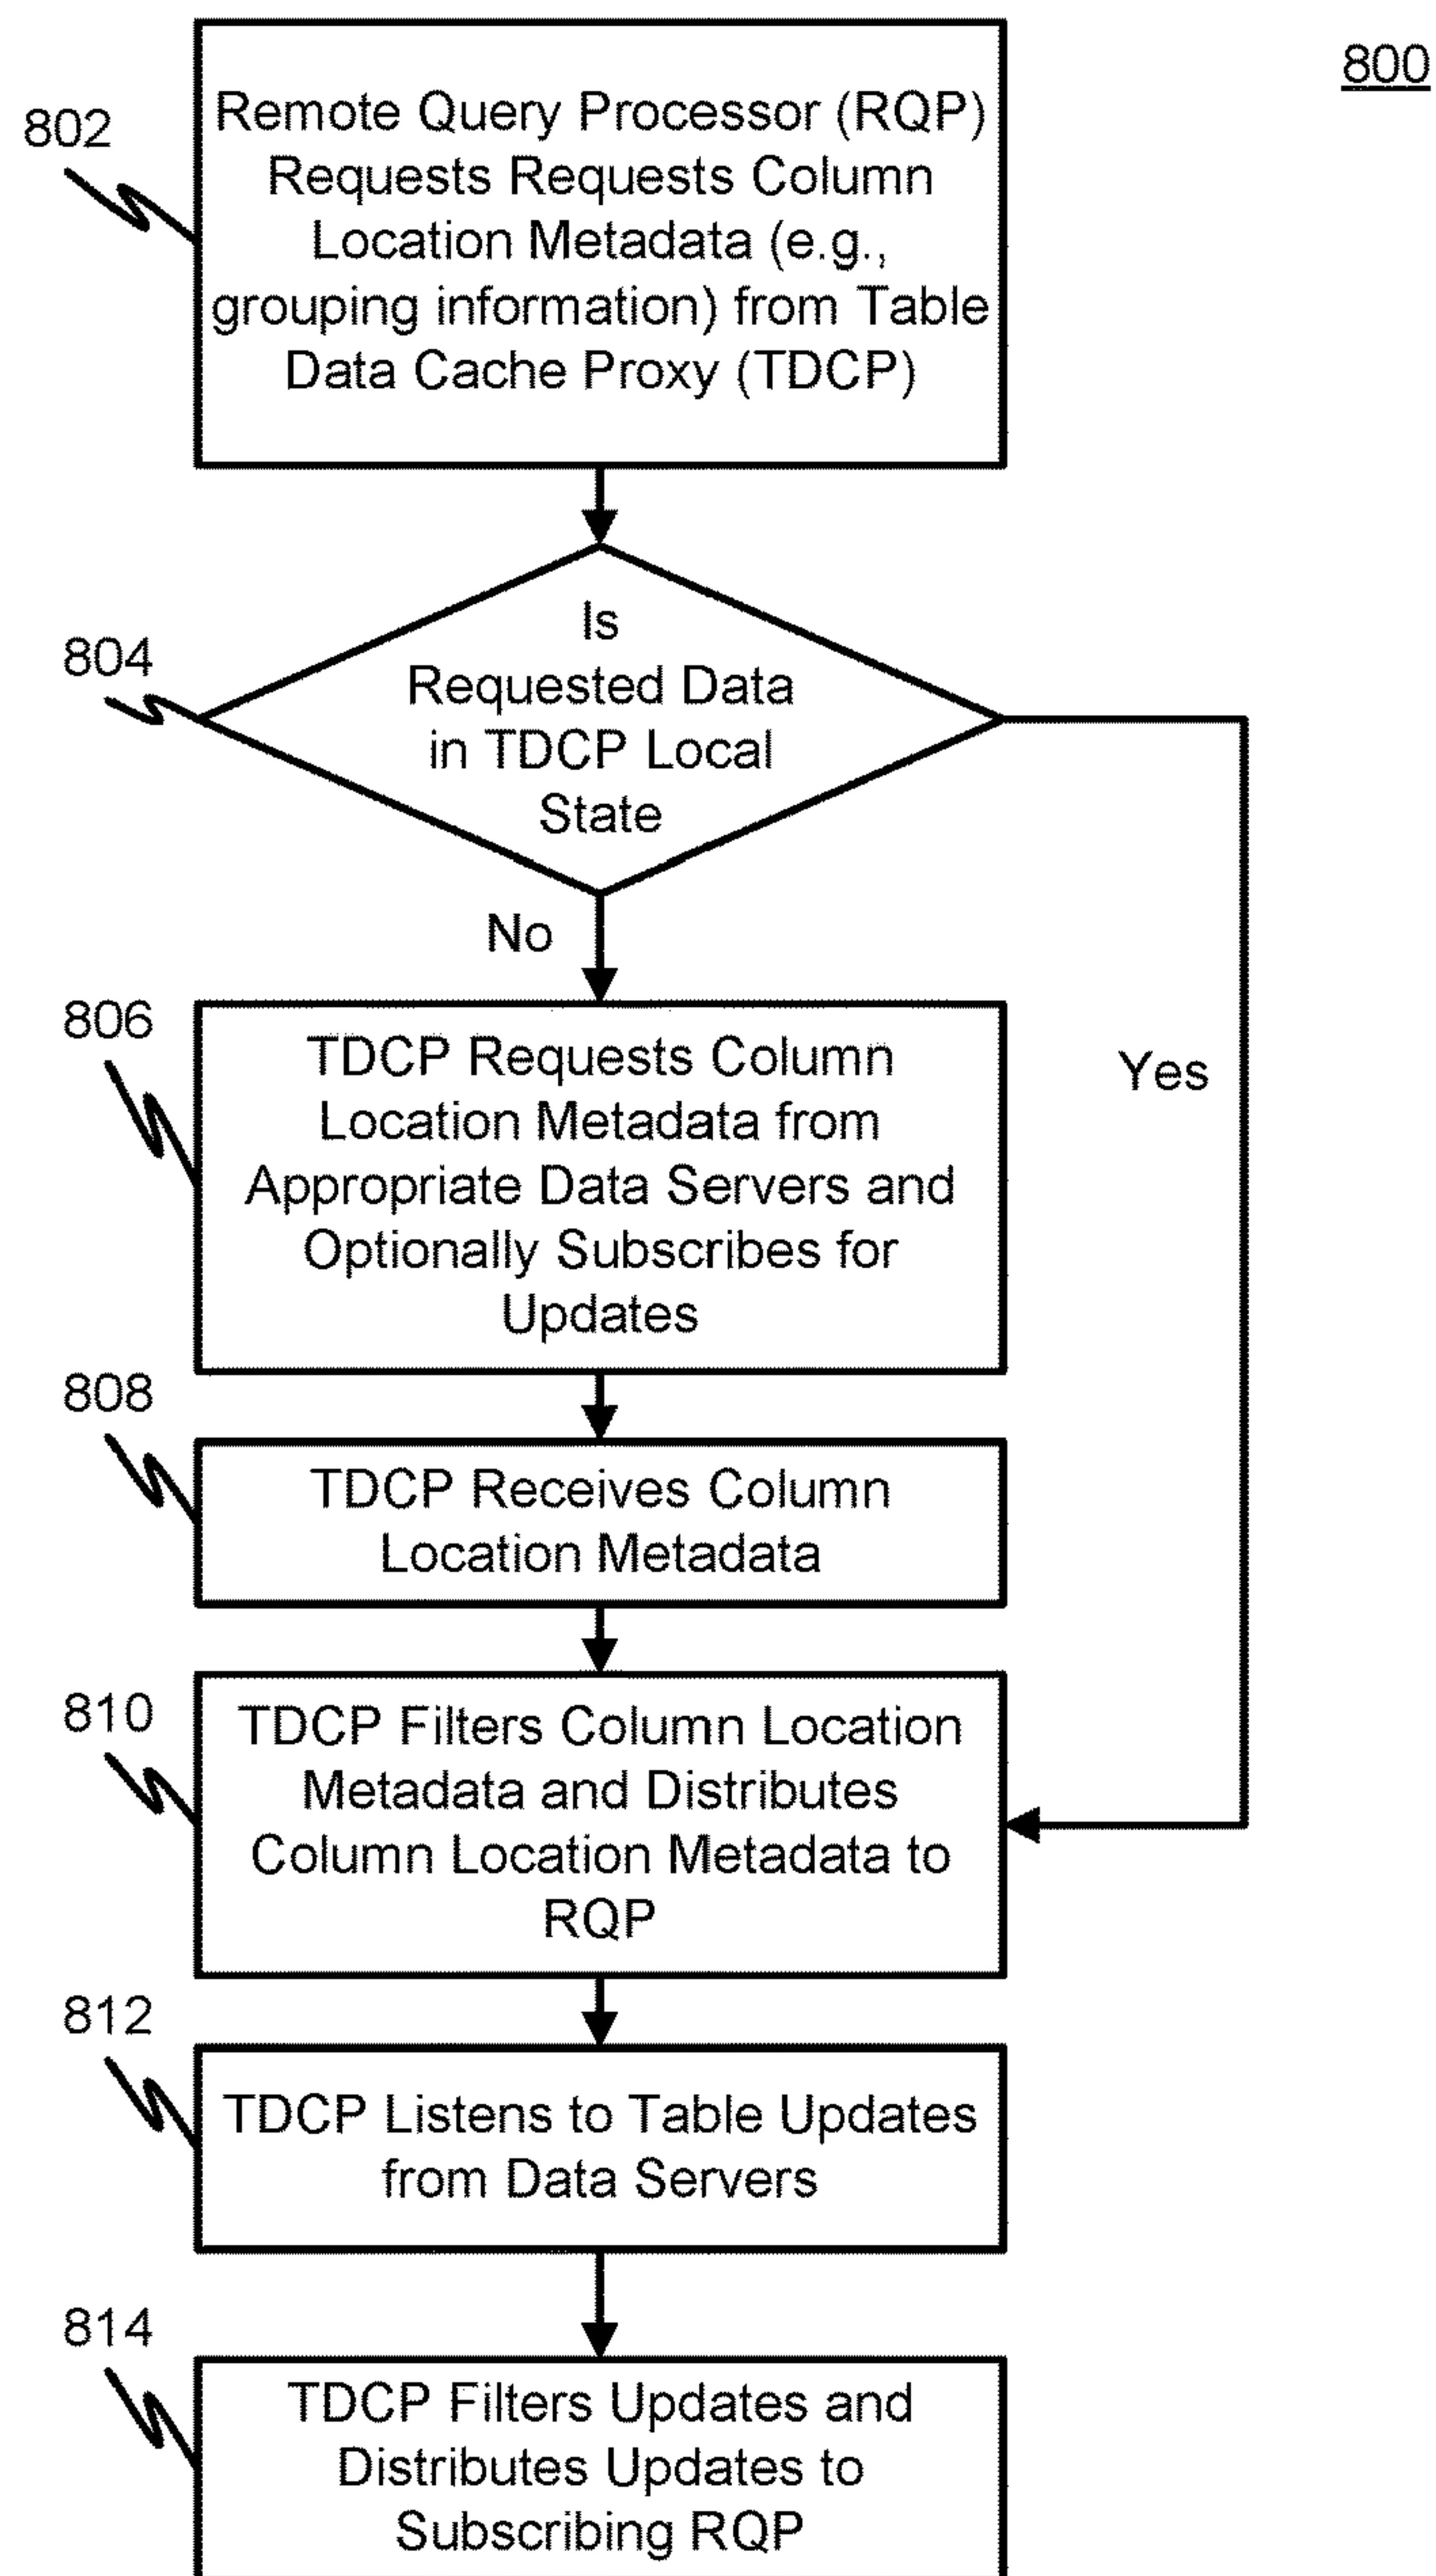 800
802
Remote Query Processor (RQP)
Requests Requests Column
Location Metadata (e.g.,
grouping information) from Table
Data Cache Proxy (TDCP)
804
Is
Requested Data
in TDCP Local
State
No
Yes
806
TDCP Requests Column
Location Metadata from
Appropriate Data Servers and
Optionally Subscribes for
Updates
808
TDCP Receives Column
Location Metadata
810
TDCP Filters Column Location
Metadata and Distributes
Column Location Metadata to
RQP
812
TDCP Listens to Table Updates
from Data Servers
814
TDCP Filters Updates and
Distributes Updates to
Subscribing RQP